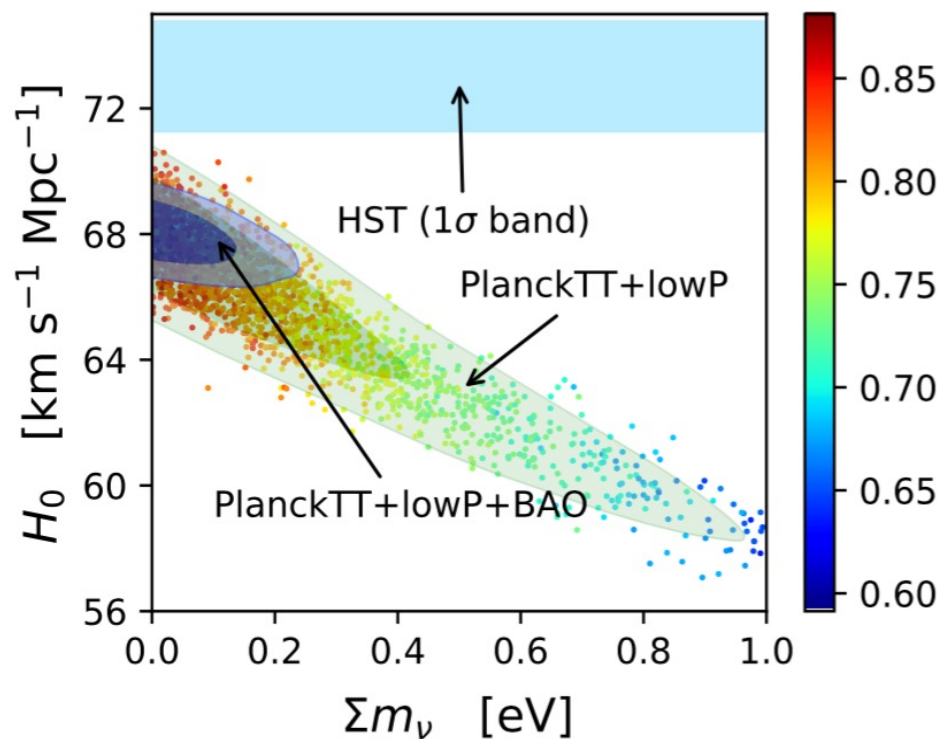 72
68
64
60
56
H₀ [km s⁻¹ Mpc⁻¹]
HST (1σ band)
PlanckTT+lowP
PlanckTT+lowP+BAO
0.0 0.2 0.4 0.6 0.8 1.0
Σmᵥ [eV]
0.85
0.80
0.75
0.70
0.65
0.60